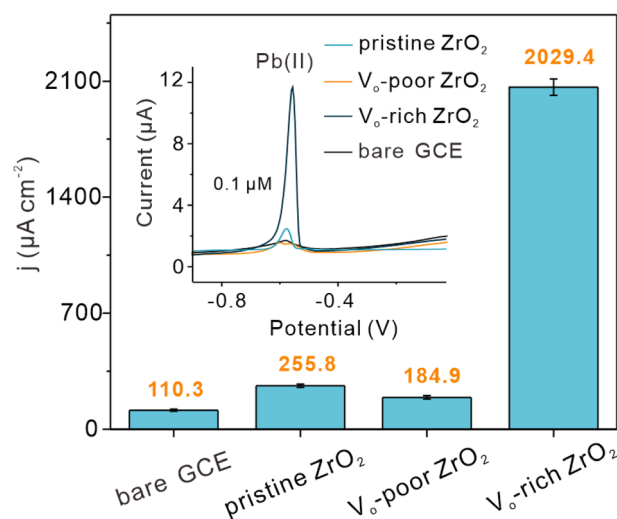 2029.4
pristine ZrO₂
Vₒ-poor ZrO₂
Vₒ-rich ZrO₂
bare GCE
Pb(II)
0.1 µM
Current (µA)
12
8
4
0
-0.8
-0.4
Potential (V)
j (µA cm⁻²)
2100
1400
700
0
110.3
255.8
184.9
bare GCE
pristine ZrO₂
Vₒ-poor ZrO₂
Vₒ-rich ZrO₂